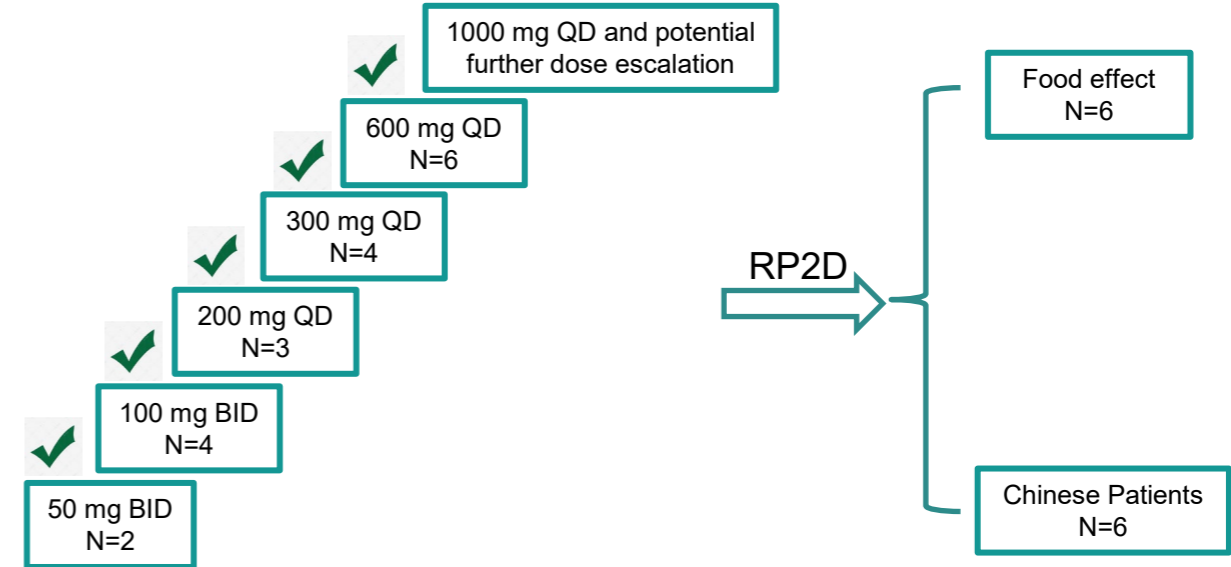 1000 mg QD and potential
further dose escalation
600 mg QD
N=6
300 mg QD
N=4
200 mg QD
N=3
100 mg BID
N=4
50 mg BID
N=2
RP2D
Food effect
N=6
Chinese Patients
N=6